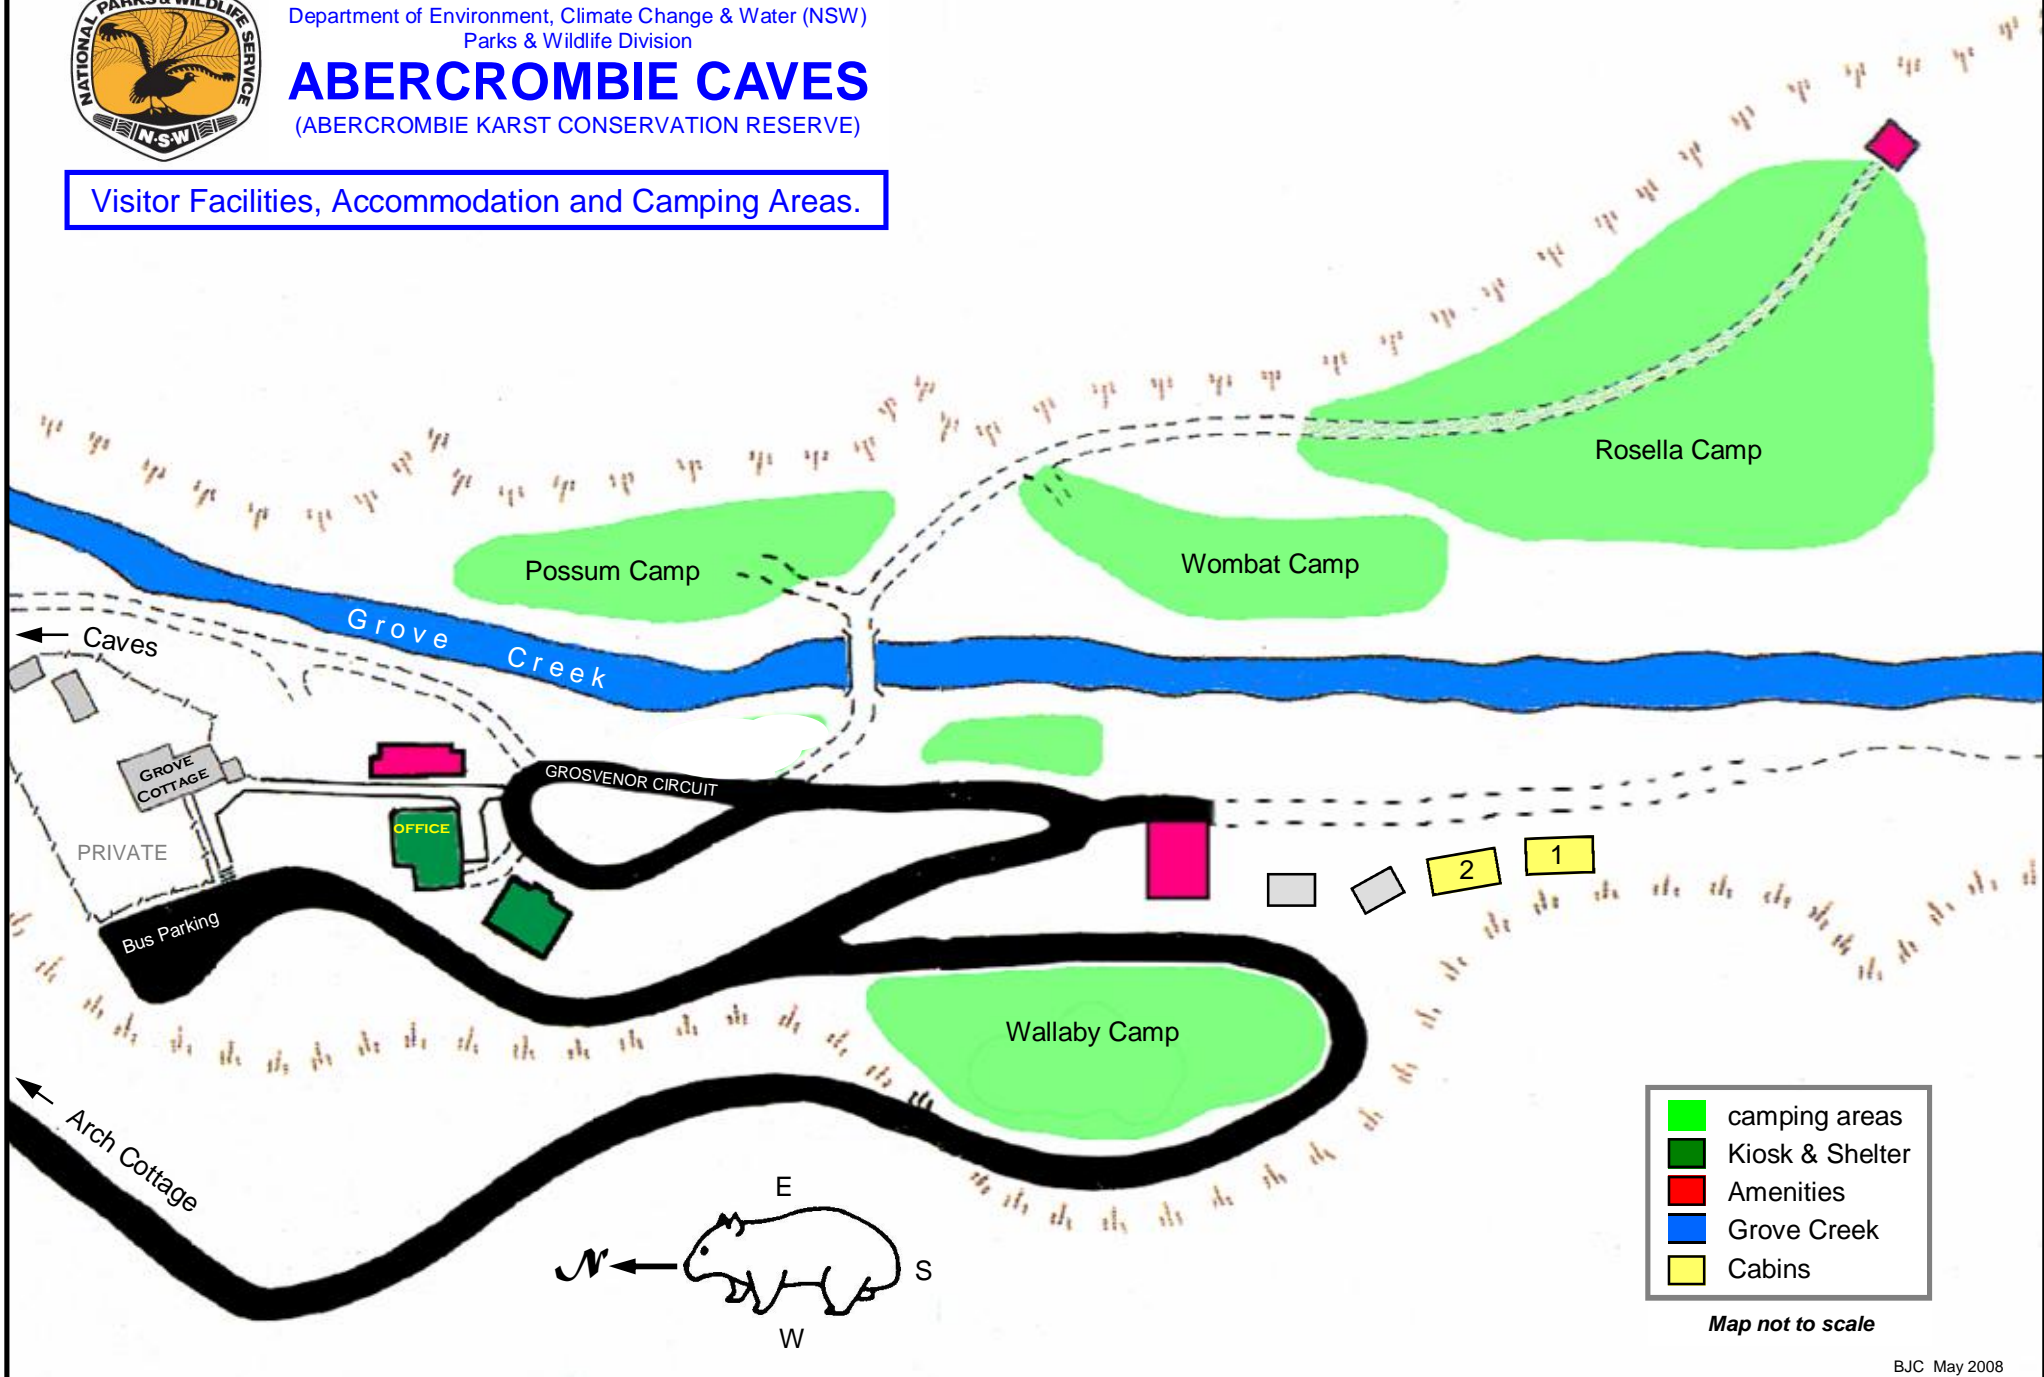 NATIONAL PARKS & WILDLIFE SERVICE
N·S·W
Department of Environment, Climate Change & Water (NSW)
Parks & Wildlife Division
ABERCROMBIE CAVES
(ABERCROMBIE KARST CONSERVATION RESERVE)
Visitor Facilities, Accommodation and Camping Areas.
Rosella Camp
Possum Camp
Wombat Camp
Grove
Creek
Caves
GROVE
COTTAGE
GROSVENOR CIRCUIT
OFFICE
PRIVATE
2
1
Bus Parking
Wallaby Camp
Arch Cottage
E
N
S
W
camping areas
Kiosk & Shelter
Amenities
Grove Creek
Cabins
Map not to scale
BJC May 2008